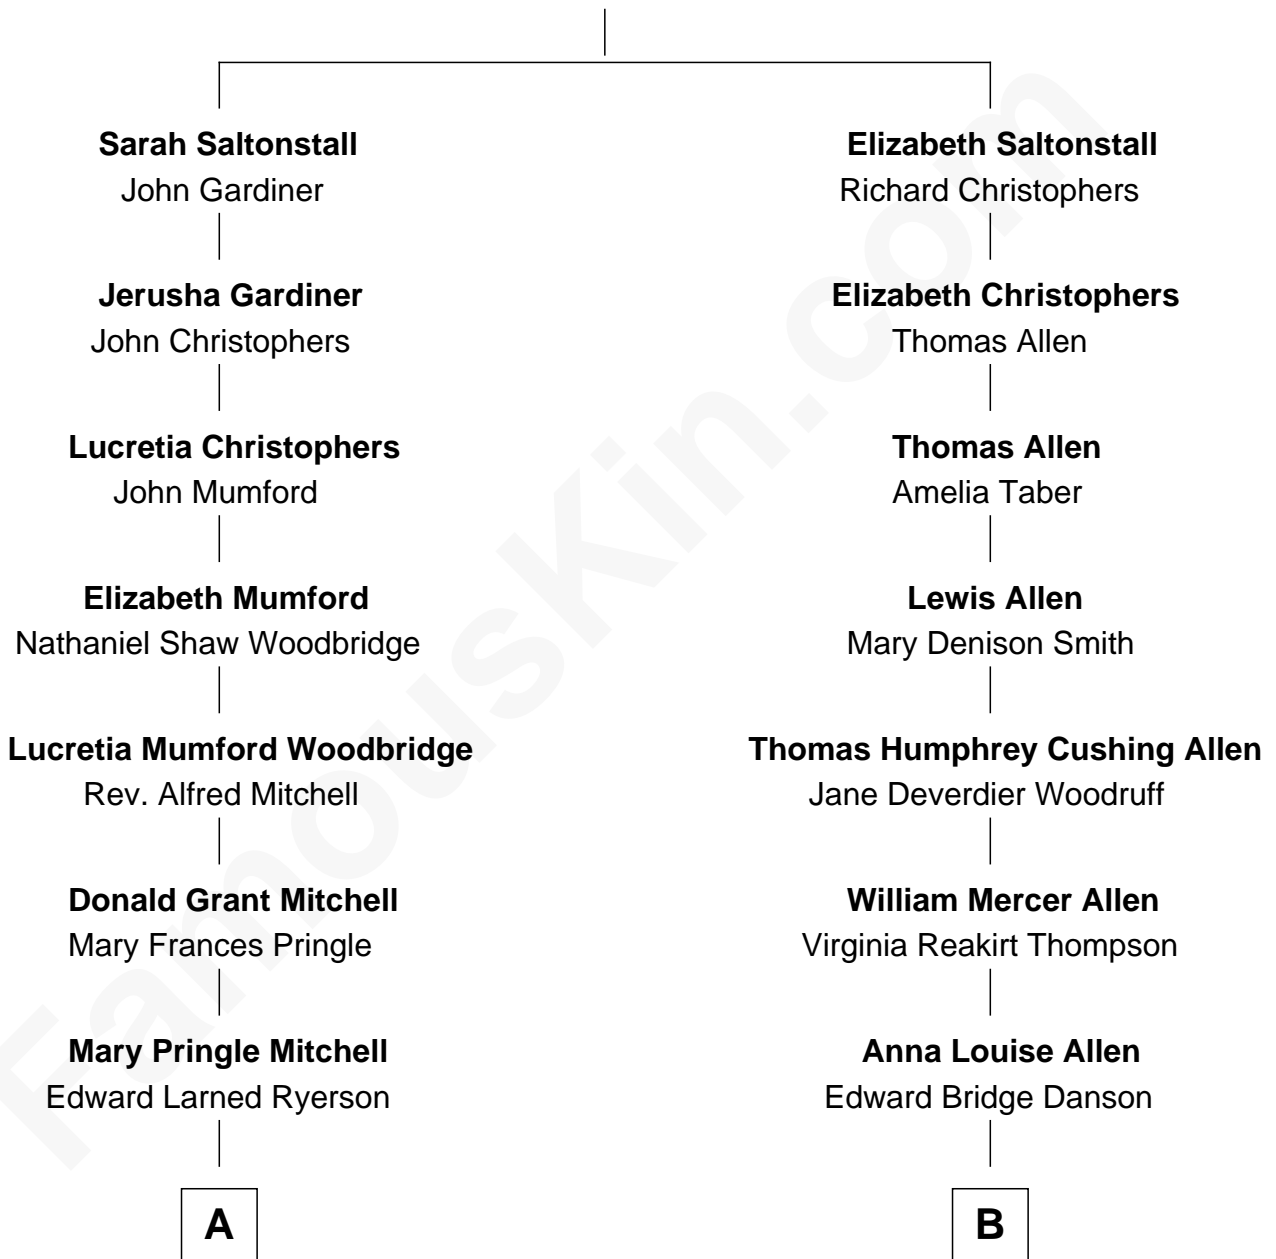 Sarah Saltonstall
John Gardiner
Jerusha Gardiner
John Christophers
Lucretia Christophers
John Mumford
Elizabeth Mumford
Nathaniel Shaw Woodbridge
Lucretia Mumford Woodbridge
Rev. Alfred Mitchell
Donald Grant Mitchell
Mary Frances Pringle
Mary Pringle Mitchell
Edward Larned Ryerson
A
Elizabeth Saltonstall
Richard Christophers
Elizabeth Christophers
Thomas Allen
Thomas Allen
Amelia Taber
Lewis Allen
Mary Denison Smith
Thomas Humphrey Cushing Allen
Jane Deverdier Woodruff
William Mercer Allen
Virginia Reakirt Thompson
Anna Louise Allen
Edward Bridge Danson
B
FamousKin.com